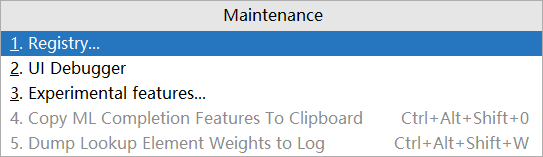 Maintenance
1. Registry...
2. UI Debugger
3. Experimental features...
4. Copy ML Completion Features To Clipboard Ctrl+Alt+Shift+0
5. Dump Lookup Element Weights to Log Ctrl+Alt+Shift+W